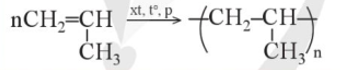 nCH₂=CH xt, t°, p (CH₂-CH)
CH₃ CH₃ n